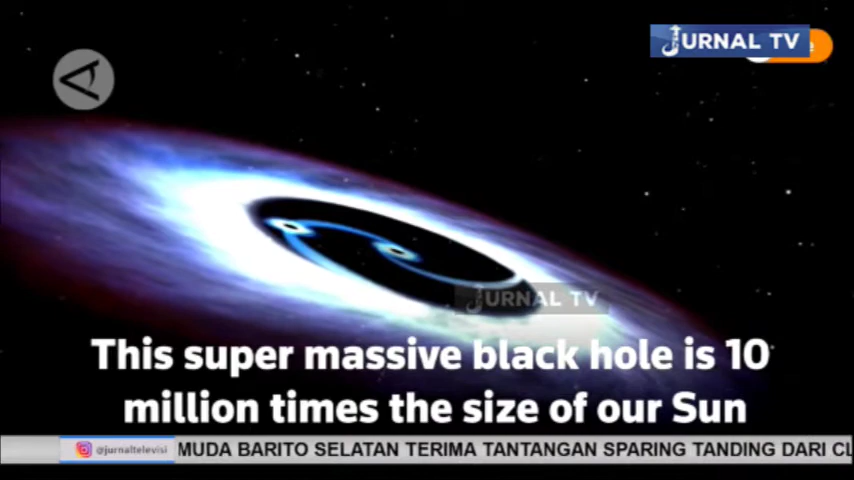 JURNAL TV
JURNAL TV
This super massive black hole is 10
million times the size of our Sun
@jurnaltelevisi
MUDA BARITO SELATAN TERIMA TANTANGAN SPARING TANDING DARI